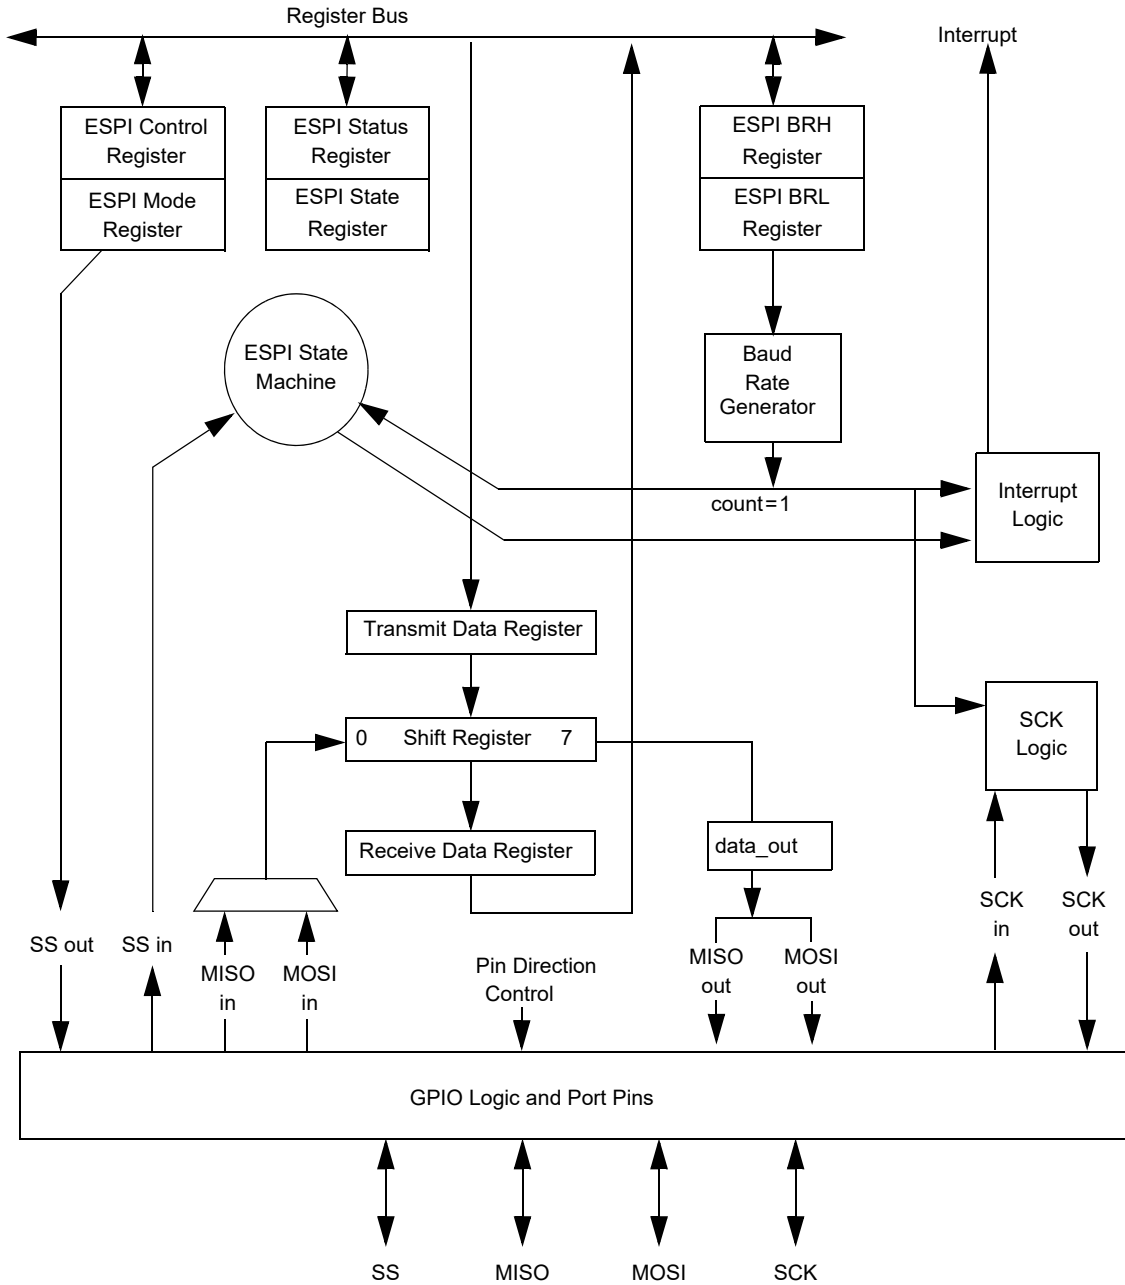 Register Bus
Interrupt
ESPI Control
Register
ESPI Mode
Register
ESPI Status
Register
ESPI State
Register
ESPI BRH
Register
ESPI BRL
Register
ESPI State
Machine
Baud
Rate
Generator
count=1
Interrupt
Logic
Transmit Data Register
0 Shift Register 7
Receive Data Register
SCK
Logic
data_out
SS out
SS in
MISO
in
MOSI
in
Pin Direction
Control
MISO
out
MOSI
out
SCK
in
SCK
out
GPIO Logic and Port Pins
SS
MISO
MOSI
SCK